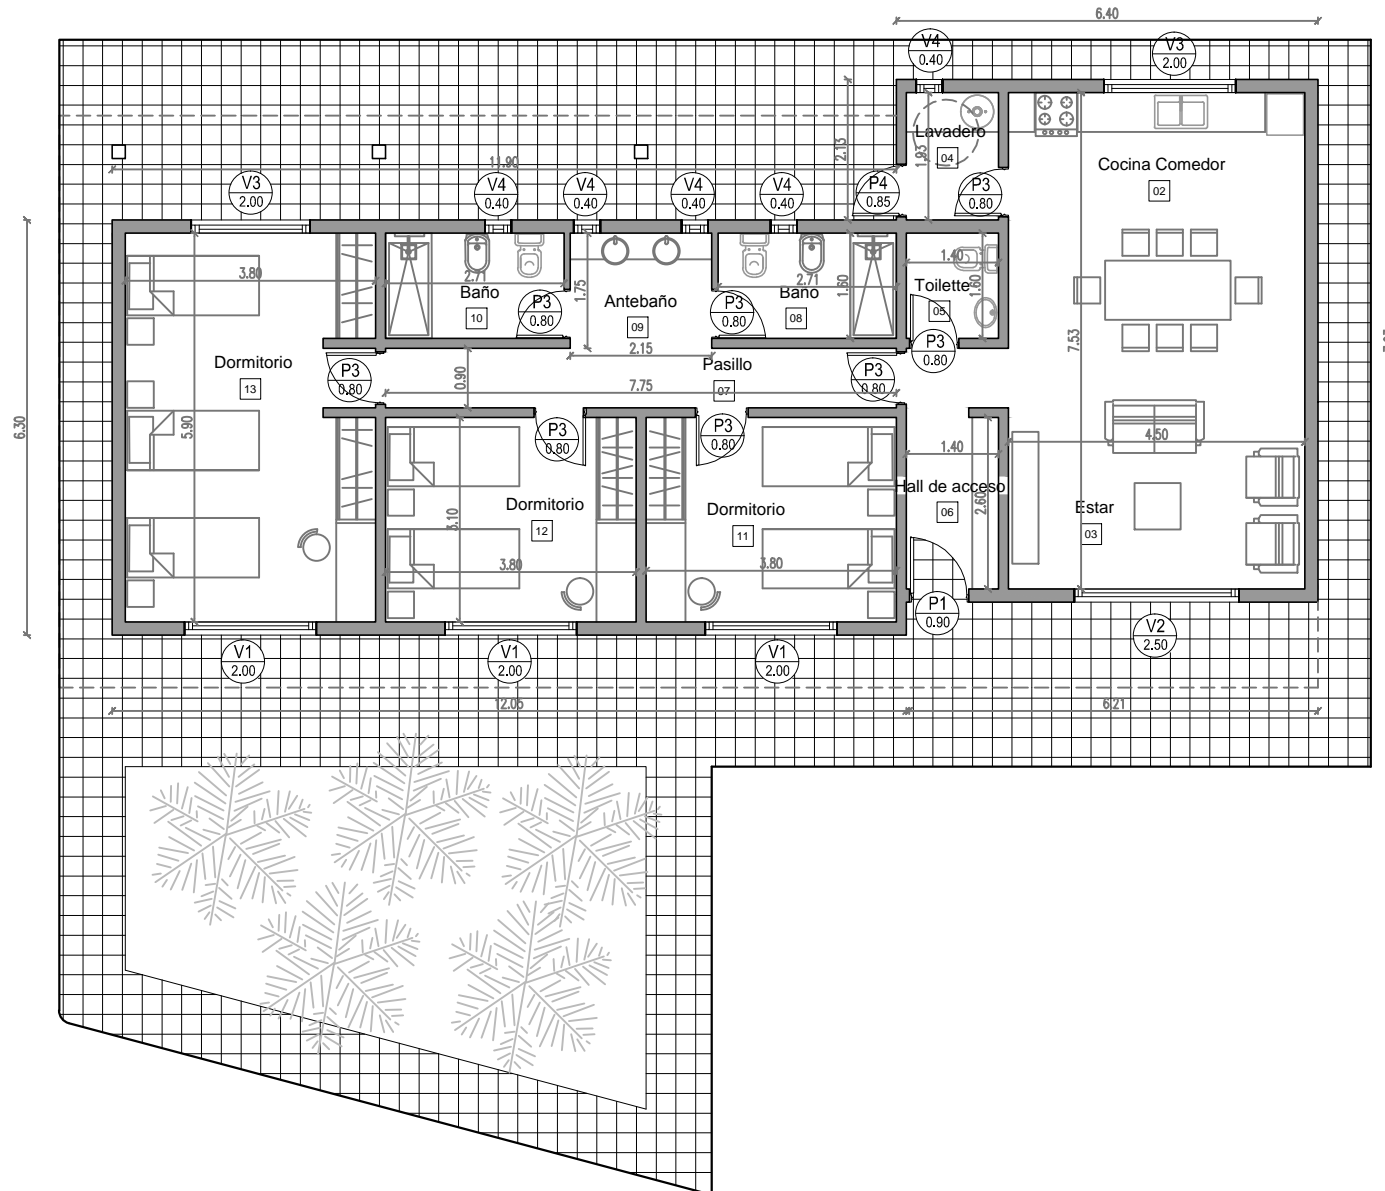 6.40
V4
0.40
V3
2.00
Lavadero
04
1.93
2.13
Cocina Comedor
02
11.90
V3
2.00
V4
0.40
V4
0.40
V4
0.40
V4
0.40
P4
0.85
P3
0.80
3.80
2.71
Baño
10
P3
0.80
1.75
Antebaño
09
2.15
P3
0.80
2.71
Baño
08
1.60
1.40
Toilette
05
1.60
P3
0.80
7.53
6.30
Dormitorio
13
P3
0.80
0.90
Pasillo
07
7.75
P3
0.80
5.90
P3
0.80
P3
0.80
1.40
4.50
Dormitorio
12
3.10
3.80
Dormitorio
11
3.80
Hall de acceso
06
2.60
Estar
03
P1
0.90
V2
2.50
V1
2.00
V1
2.00
V1
2.00
12.05
6.21